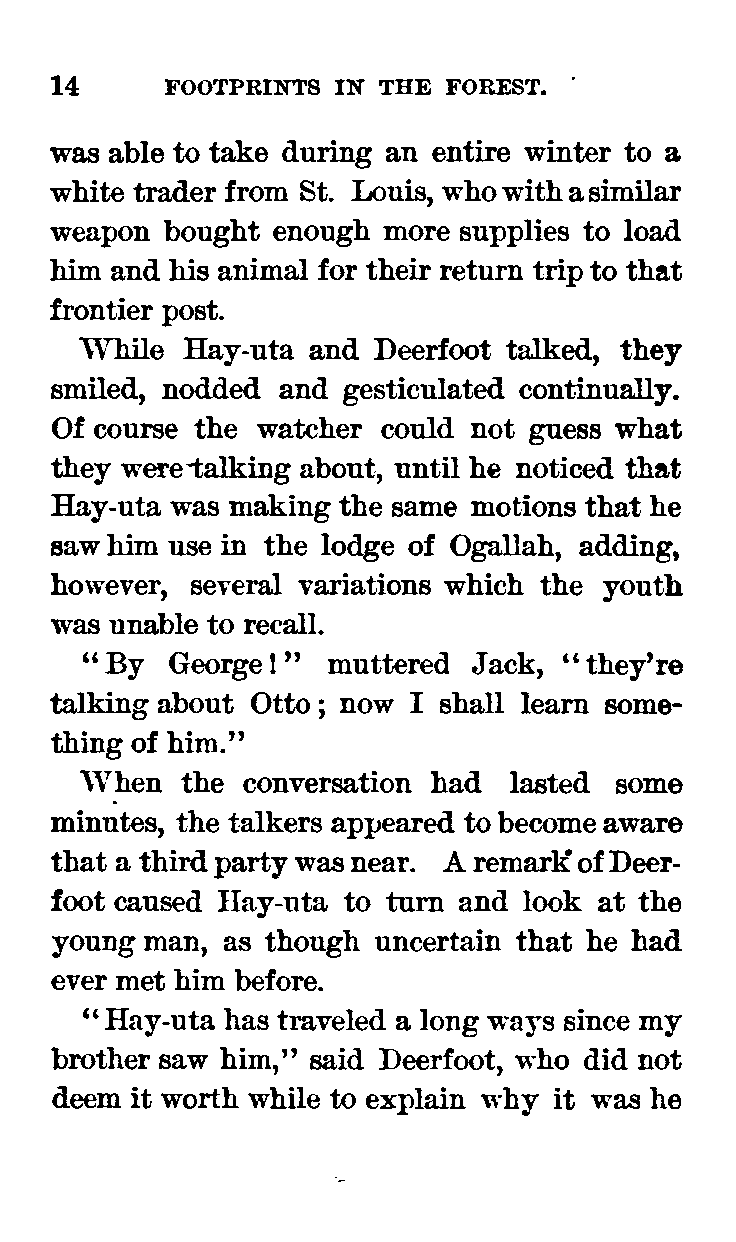 14 FOOTPRINTS IN THE FOREST.
was able to take during an entire winter to a
white trader from St. Louis, who with a similar
weapon bought enough more supplies to load
him and his animal for their return trip to that
frontier post.
While Hay-uta and Deerfoot talked, they
smiled, nodded and gesticulated continually.
Of course the watcher could not guess what
they were talking about, until he noticed that
Hay-uta was making the same motions that he
saw him use in the lodge of Ogallah, adding,
however, several variations which the youth
was unable to recall.
"By George!" muttered Jack, "they're
talking about Otto; now I shall learn some-
thing of him."
When the conversation had lasted some
minutes, the talkers appeared to become aware
that a third party was near. A remark of Deer-
foot caused Hay-uta to turn and look at the
young man, as though uncertain that he had
ever met him before.
"Hay-uta has traveled a long ways since my
brother saw him," said Deerfoot, who did not
deem it worth while to explain why it was he